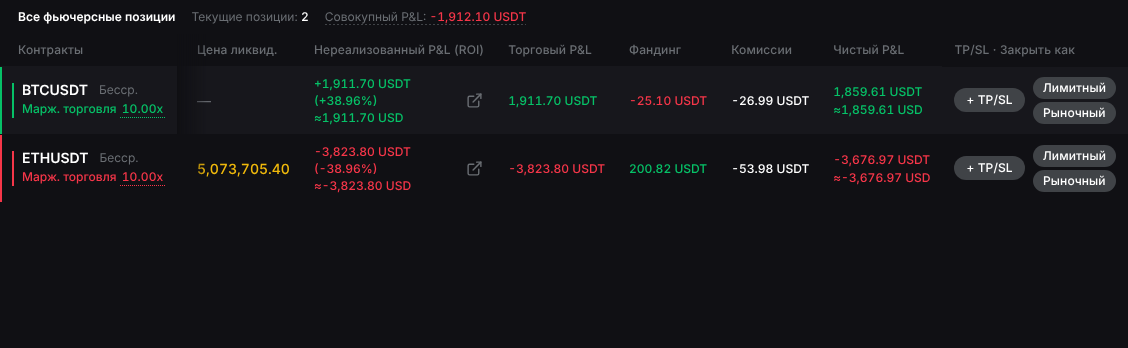 Все фьючерсные позиции Текущие позиции: 2 Совокупный P&L: -1,912.10 USDT
Контракты Цена ликвид. Нереализованный P&L (ROI) Торговый P&L Фандинг Комиссии Чистый P&L TP/SL · Закрыть как
BTCUSDT Бесср.
Марж. торговля 10.00x
—
+1,911.70 USDT
(+38.96%)
≈1,911.70 USD
1,911.70 USDT
-25.10 USDT
-26.99 USDT
1,859.61 USDT
≈1,859.61 USD
+ TP/SL
Лимитный
Рыночный
ETHUSDT Бесср.
Марж. торговля 10.00x
5,073,705.40
-3,823.80 USDT
(-38.96%)
≈-3,823.80 USD
-3,823.80 USDT
200.82 USDT
-53.98 USDT
-3,676.97 USDT
≈-3,676.97 USD
+ TP/SL
Лимитный
Рыночный